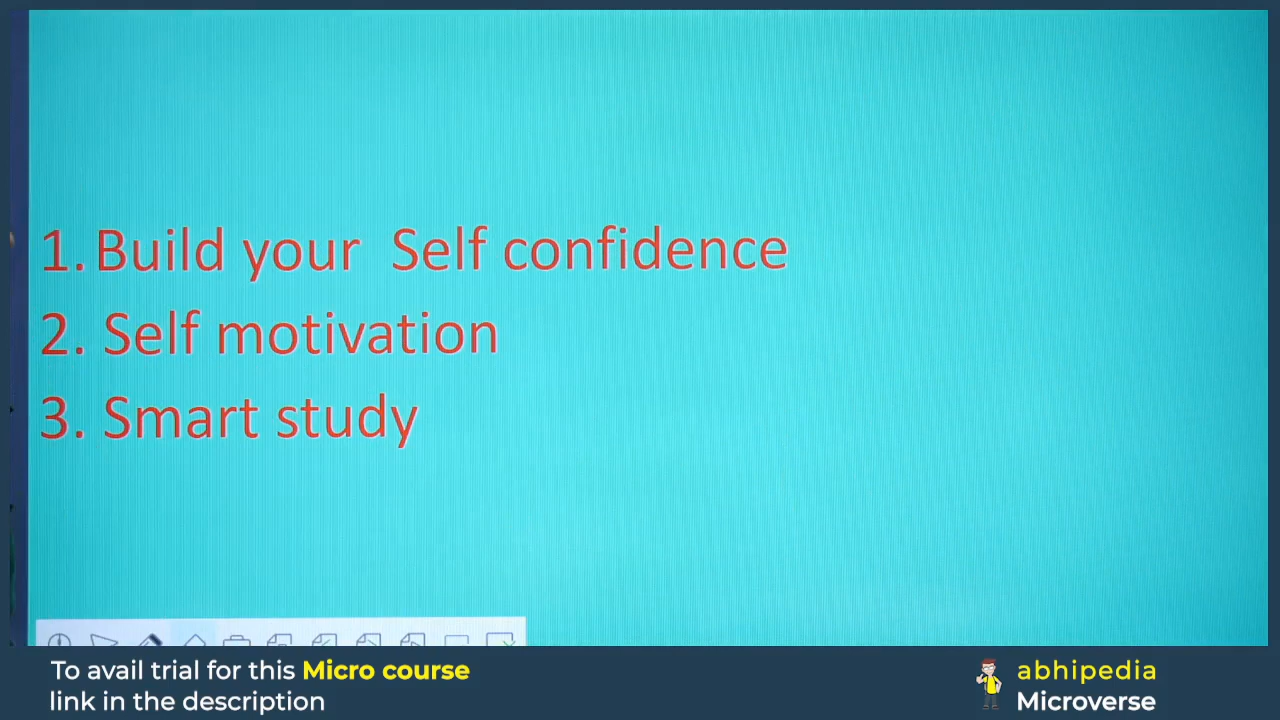 1. Build your Self confidence
2. Self motivation
3. Smart study
To avail trial for this Micro course
link in the description
abhipedia
Microverse